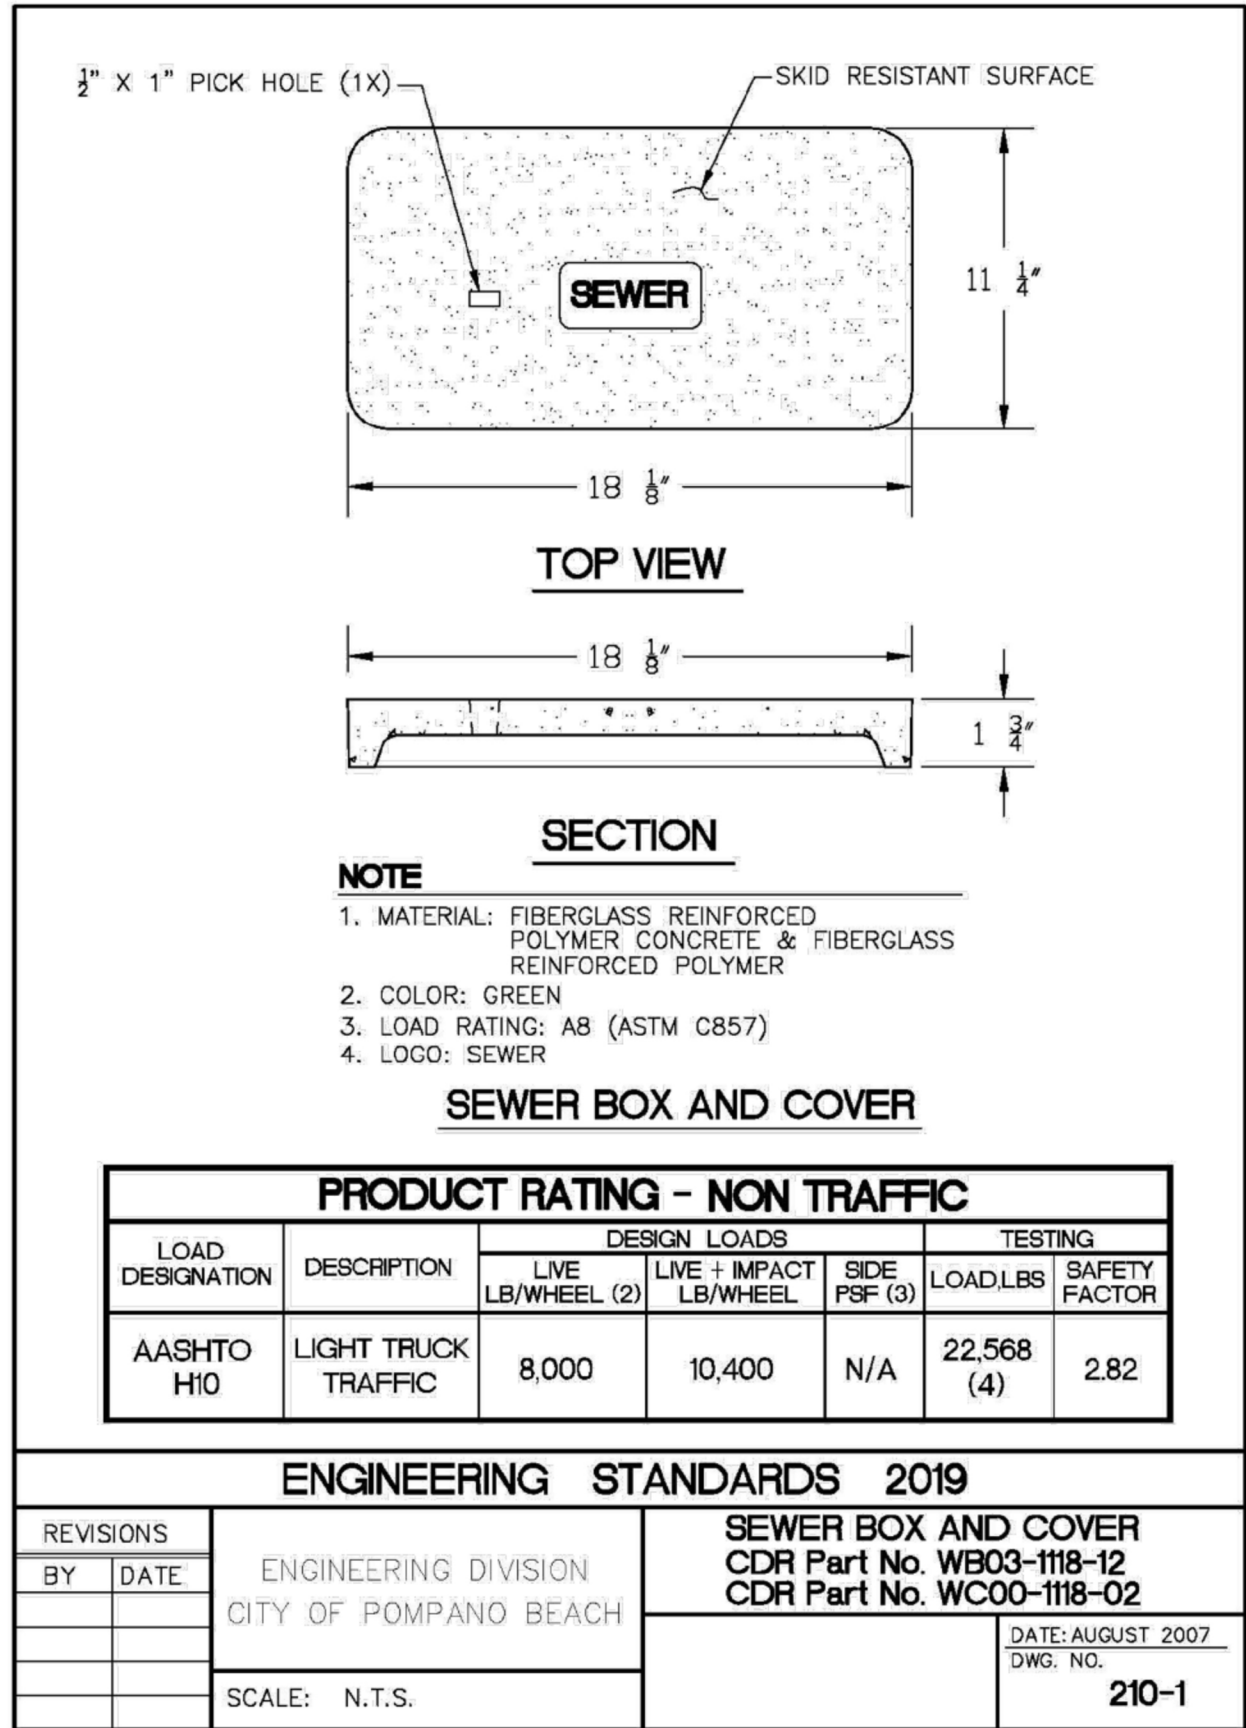 ½" X 1" PICK HOLE (1X)
SKID RESISTANT SURFACE
SEWER
11 ¼"
18 ⅛"
TOP VIEW
18 ⅛"
1 ¾"
SECTION
NOTE
1. MATERIAL: FIBERGLASS REINFORCED
POLYMER CONCRETE & FIBERGLASS
REINFORCED POLYMER
2. COLOR: GREEN
3. LOAD RATING: A8 (ASTM C857)
4. LOGO: SEWER
SEWER BOX AND COVER
PRODUCT RATING - NON TRAFFIC
LOAD
DESIGNATION
DESCRIPTION
DESIGN LOADS
TESTING
LIVE
LB/WHEEL (2)
LIVE + IMPACT
LB/WHEEL
SIDE
PSF (3)
LOAD,LBS
SAFETY
FACTOR
AASHTO
H10
LIGHT TRUCK
TRAFFIC
8,000
10,400
N/A
22,568
(4)
2.82
ENGINEERING STANDARDS 2019
REVISIONS
BY DATE
ENGINEERING DIVISION
CITY OF POMPANO BEACH
SCALE: N.T.S.
SEWER BOX AND COVER
CDR Part No. WB03-1118-12
CDR Part No. WC00-1118-02
DATE: AUGUST 2007
DWG. NO.
210-1